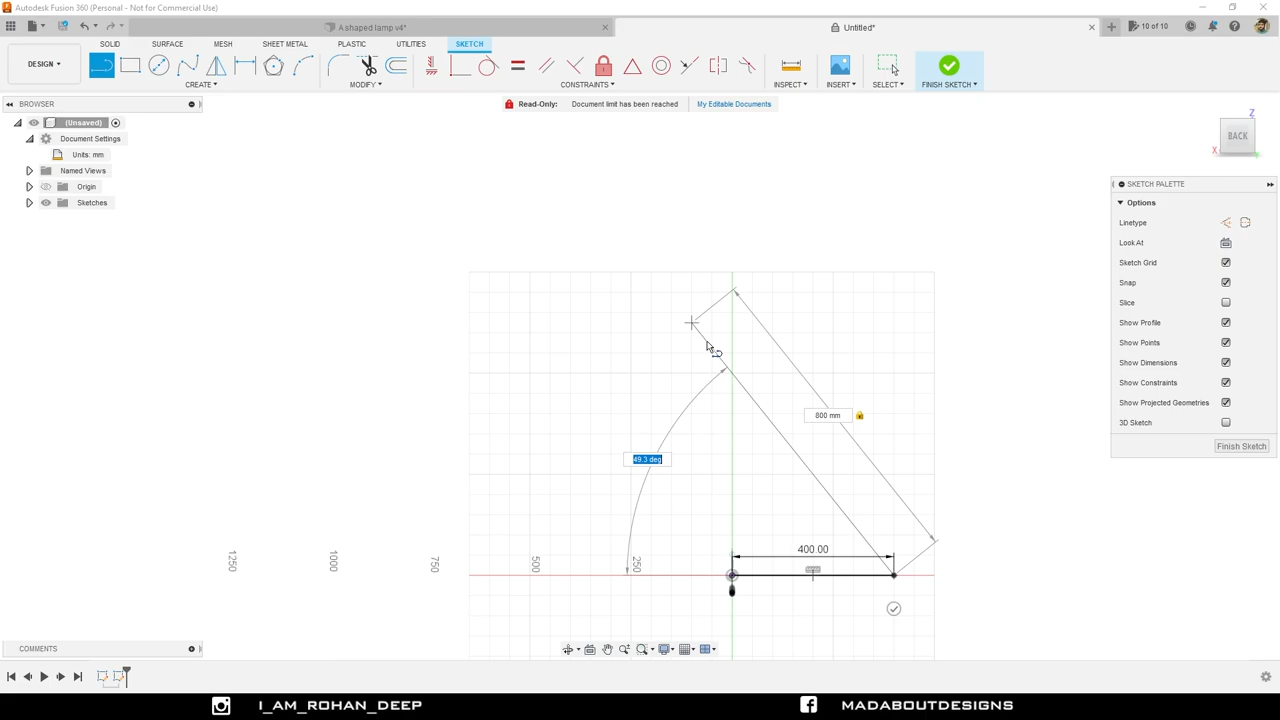 Autodesk Fusion 360 (Personal - Not for Commercial Use)
A shaped lamp v4*
Untitled*
10 of 10
DESIGN
SOLID
SURFACE
MESH
SHEET METAL
PLASTIC
UTILITIES
SKETCH
CREATE
MODIFY
CONSTRAINTS
INSPECT
INSERT
SELECT
FINISH SKETCH
BROWSER
Read-Only:
Document limit has been reached
My Editable Documents
(Unsaved)
Document Settings
Units: mm
Named Views
Origin
Sketches
Z
BACK
X
SKETCH PALETTE
Options
Linetype
Look At
Sketch Grid
Snap
Slice
Show Profile
Show Points
Show Dimensions
Show Constraints
Show Projected Geometries
3D Sketch
Finish Sketch
800 mm
49.3 deg
400.00
1250
1000
750
500
250
COMMENTS
I_AM_ROHAN_DEEP
MADABOUTDESIGNS